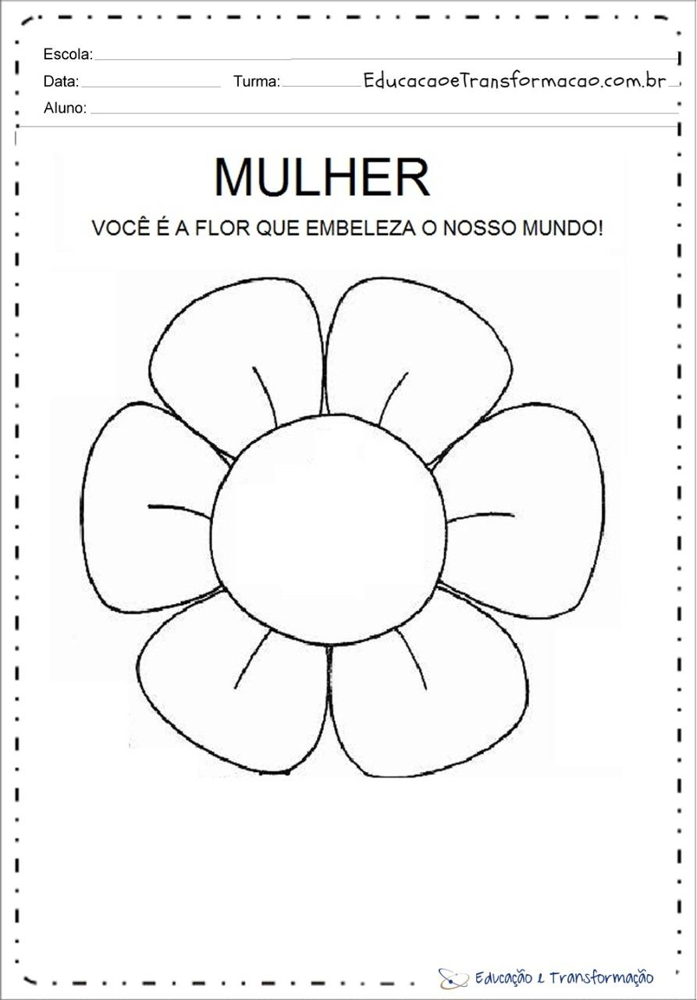 Escola:
Data: Turma: EducacaoeTransformacao.com.br
Aluno:
MULHER
VOCÊ É A FLOR QUE EMBELEZA O NOSSO MUNDO!
Educação e Transformação